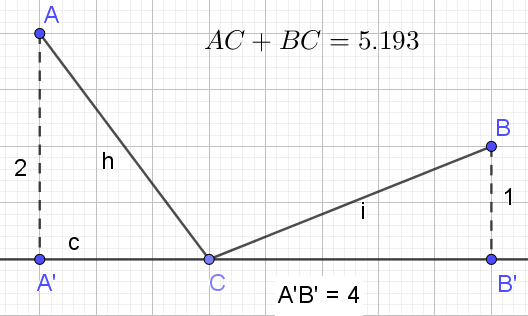 A
AC + BC = 5.193
B
2
h
1
i
c
A'
C
A'B' = 4
B'